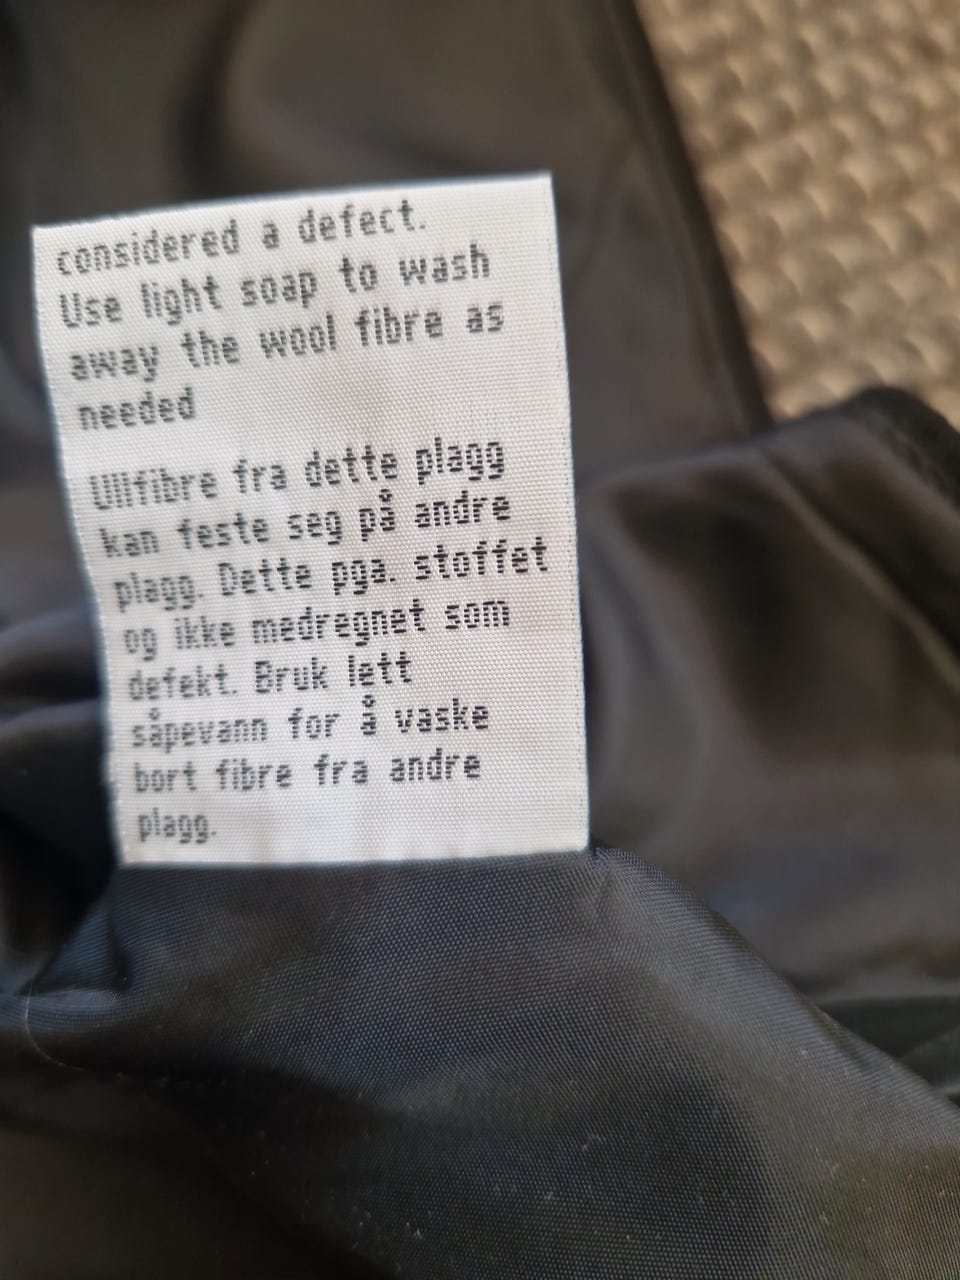 considered a defect.
Use light soap to wash
away the wool fibre as
needed
Ullfibre fra dette plagg
kan feste seg på andre
plagg. Dette pga. stoffet
og ikke medregnet som
defekt. Bruk lett
såpevann for å vaske
bort fibre fra andre
plagg.